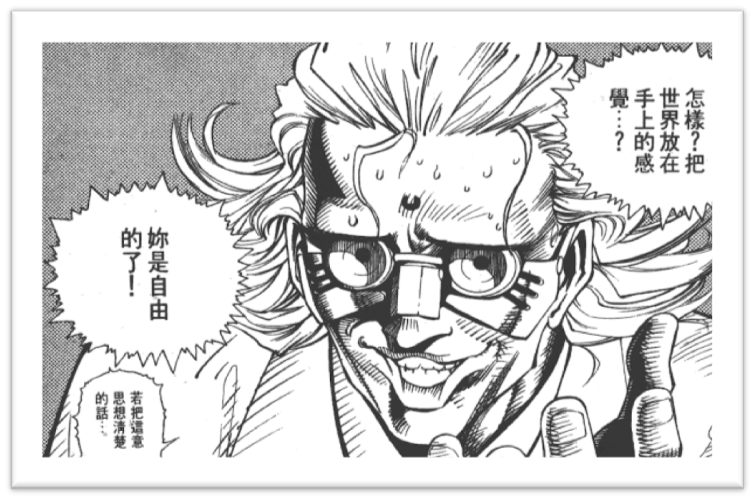 怎樣?把
世界放在
手上的感
覺…?
妳是自由
的了!
若把這意
思想清楚
的話…